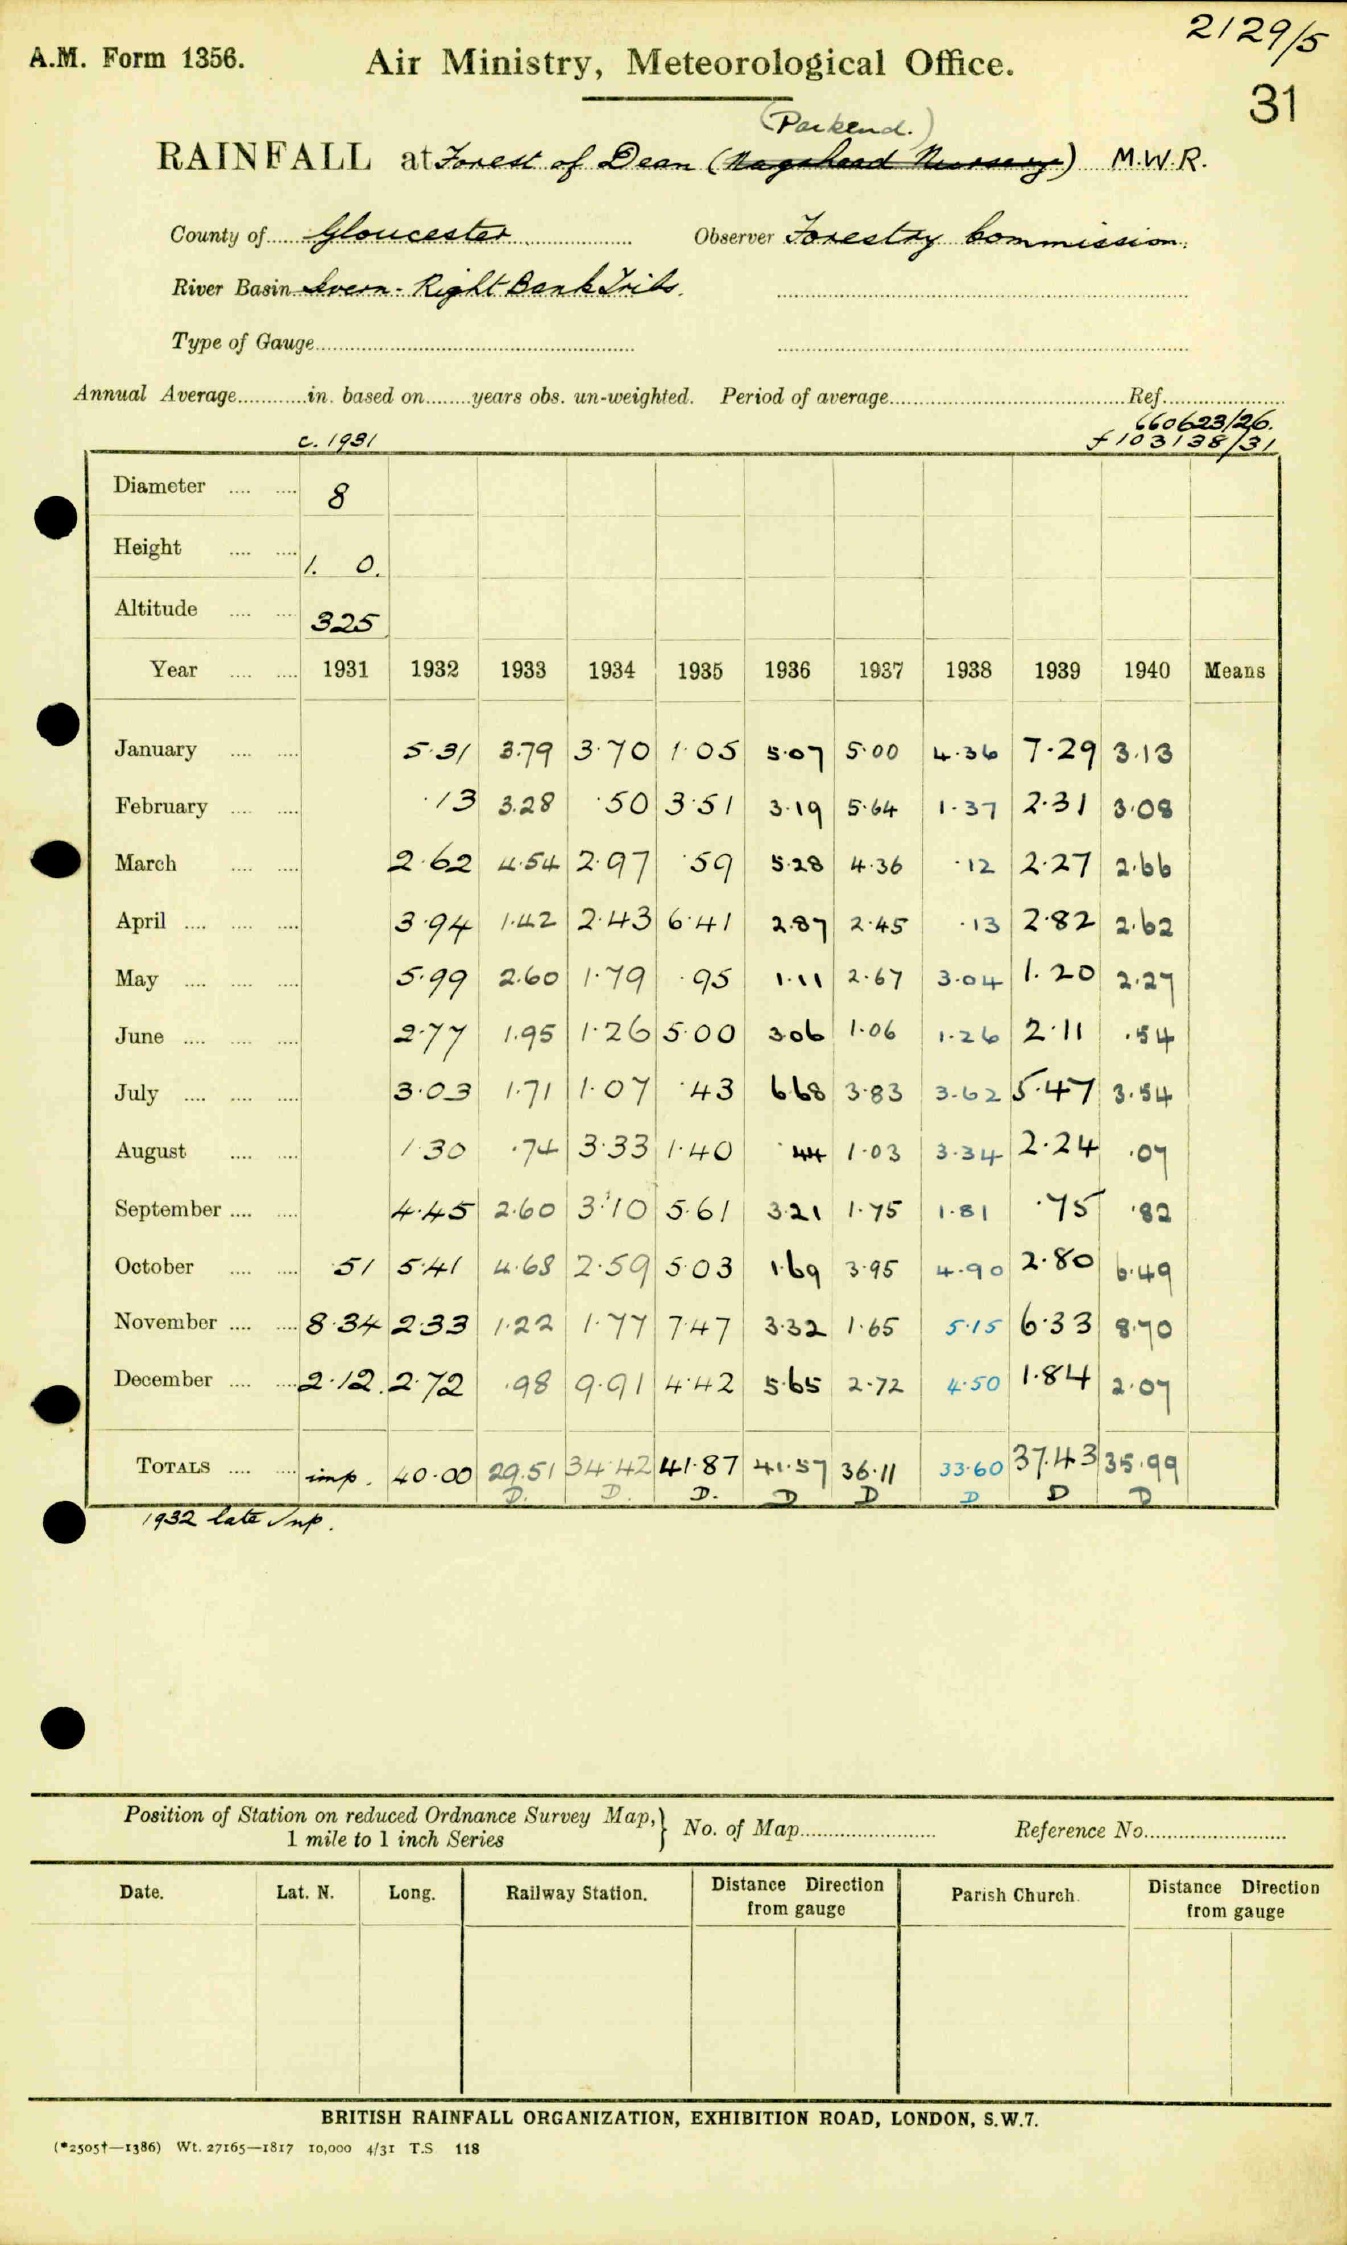 2129/5
A.M. Form 1356. Air Ministry, Meteorological Office.
31
(Parkend.)
RAINFALL at Forest of Dean (Nagshead Nursery) M.W.R.
County of Gloucester Observer Forestry Commission.
River Basin Severn - Right Bank Tribs.
Type of Gauge
Annual Average in. based on years obs. un-weighted. Period of average Ref.
660623/26.
c. 1931 f103138/31
Diameter 8
Height 1. 0.
Altitude 325
Year 1931 1932 1933 1934 1935 1936 1937 1938 1939 1940 Means
January 5·31 3.79 3·70 1·05 5·07 5·00 4·36 7·29 3·13
February ·13 3.28 ·50 3·51 3·19 5·64 1·37 2·31 3·08
March 2·62 4·54 2·97 ·59 5·28 4·36 ·12 2·27 2·66
April 3·94 1·42 2·43 6·41 2·87 2·45 ·13 2·82 2·62
May 5·99 2·60 1·79 ·95 1·11 2·67 3·04 1·20 2·27
June 2·77 1.95 1·26 5·00 3·06 1·06 1·26 2·11 ·54
July 3·03 1·71 1·07 ·43 6·68 3·83 3·62 5·47 3·54
August 1·30 ·74 3·33 1·40 ·44 1·03 3·34 2·24 ·07
September 4·45 2·60 3·10 5·61 3·21 1·75 1·81 ·75 ·82
October ·51 5·41 4·68 2·59 5·03 1·69 3·95 4·90 2·80 6·49
November 8·34 2·33 1·22 1·77 7·47 3·32 1·65 5·15 6·33 8·70
December 2·12 2·72 ·98 9·91 4·42 5·65 2·72 4·50 1·84 2·07
TOTALS imp. 40·00 29.51 34·42 41·87 41·57 36·11 33·60 37.43 35·99
D. D. D. D D D D D
1932 late Inp.
Position of Station on reduced Ordnance Survey Map,} No. of Map Reference No.
1 mile to 1 inch Series
Date. Lat. N. Long. Railway Station. Distance Direction from gauge Parish Church. Distance Direction from gauge
BRITISH RAINFALL ORGANIZATION, EXHIBITION ROAD, LONDON, S.W.7.
(*2505†—1386) Wt. 27165—1817 10,000 4/31 T.S 118